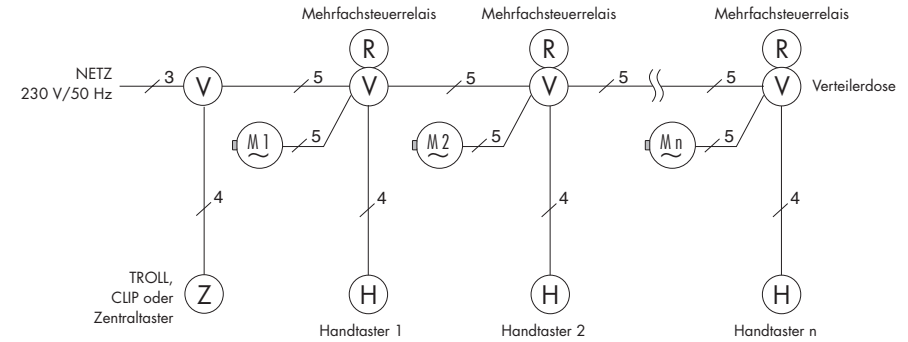 Mehrfachsteuerrelais
Mehrfachsteuerrelais
Mehrfachsteuerrelais
R
R
R
NETZ
230 V/50 Hz
3
V
5
V
5
V
5
5
V
Verteilerdose
M1
5
M2
5
Mn
5
4
4
4
4
TROLL,
CLIP oder
Zentraltaster
Z
H
H
H
Handtaster 1
Handtaster 2
Handtaster n